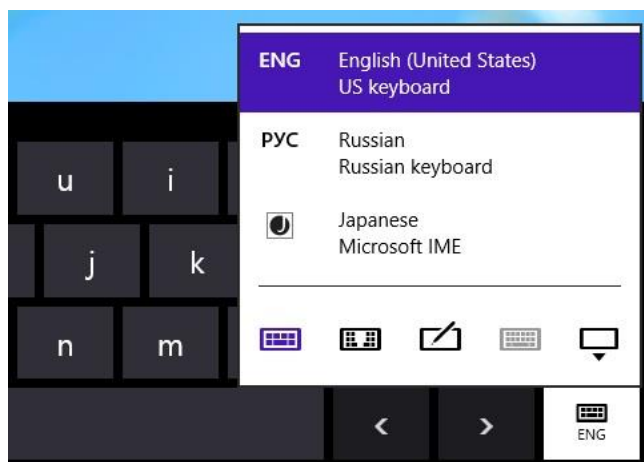 ENG
English (United States)
US keyboard
РУС
Russian
Russian keyboard
Japanese
Microsoft IME
u
i
j
k
n
m
<
>
ENG